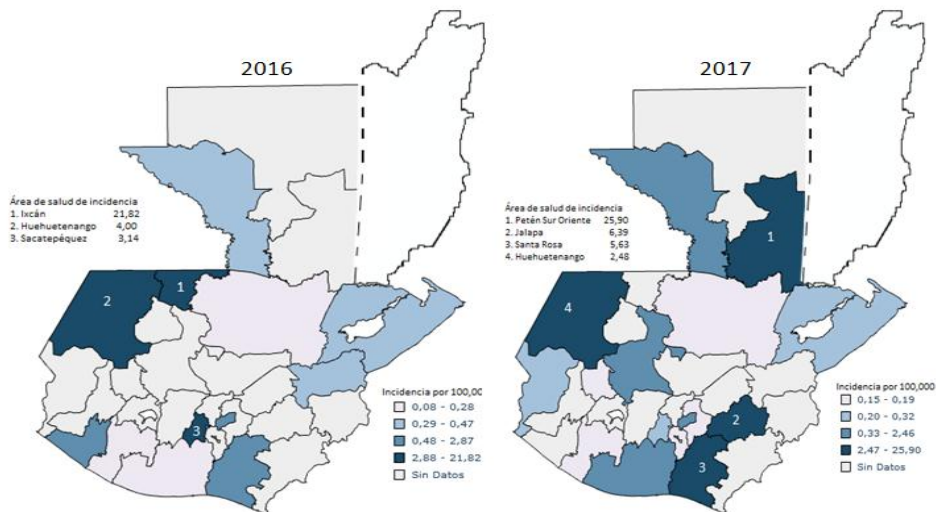 2016
Área de salud de incidencia
1. Ixcán 21,82
2. Huehuetenango 4,00
3. Sacatepéquez 3,14
2
1
3
Incidencia por 100,00
0,08 - 0,28
0,29 - 0,47
0,48 - 2,87
2,88 - 21,82
Sin Datos
2017
Área de salud de incidencia
1. Petén Sur Oriente 25,90
2. Jalapa 6,39
3. Santa Rosa 5,63
4. Huehuetenango 2,48
1
4
2
3
Incidencia por 100,000
0,15 - 0,19
0,20 - 0,32
0,33 - 2,46
2,47 - 25,90
Sin Datos